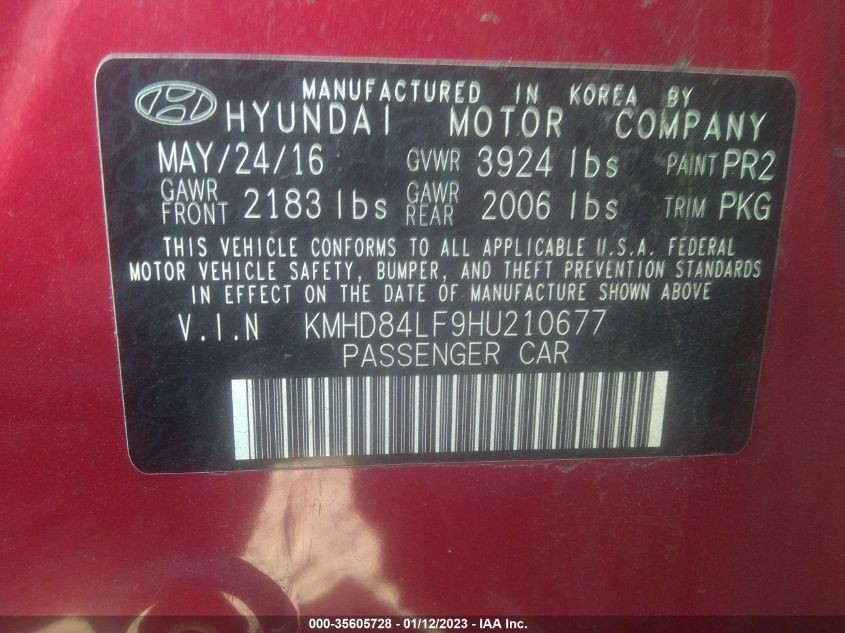 MANUFACTURED IN KOREA BY
HYUNDAI MOTOR COMPANY
MAY/24/16 GVWR 3924 lbs PAINT PR2
GAWR FRONT 2183 lbs GAWR REAR 2006 lbs TRIM PKG
THIS VEHICLE CONFORMS TO ALL APPLICABLE U.S.A. FEDERAL
MOTOR VEHICLE SAFETY, BUMPER, AND THEFT PREVENTION STANDARDS
IN EFFECT ON THE DATE OF MANUFACTURE SHOWN ABOVE
V.I.N KMHD84LF9HU210677
PASSENGER CAR
000-35605728 - 01/12/2023 - IAA Inc.